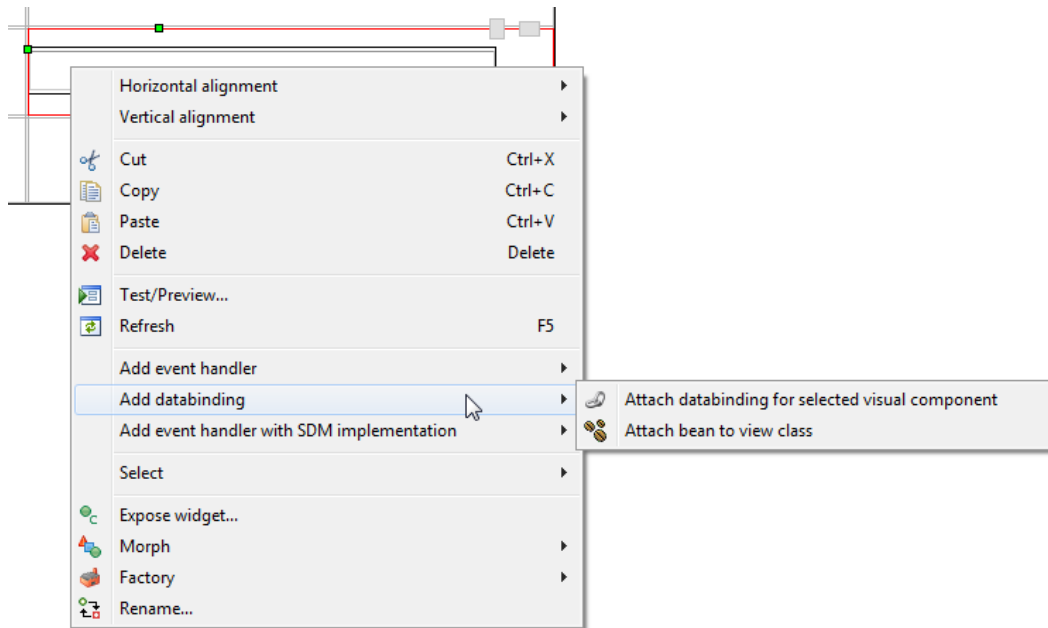 Horizontal alignment
Vertical alignment
Cut Ctrl+X
Copy Ctrl+C
Paste Ctrl+V
Delete Delete
Test/Preview...
Refresh F5
Add event handler
Add databinding
Attach databinding for selected visual component
Add event handler with SDM implementation
Attach bean to view class
Select
Expose widget...
Morph
Factory
Rename...